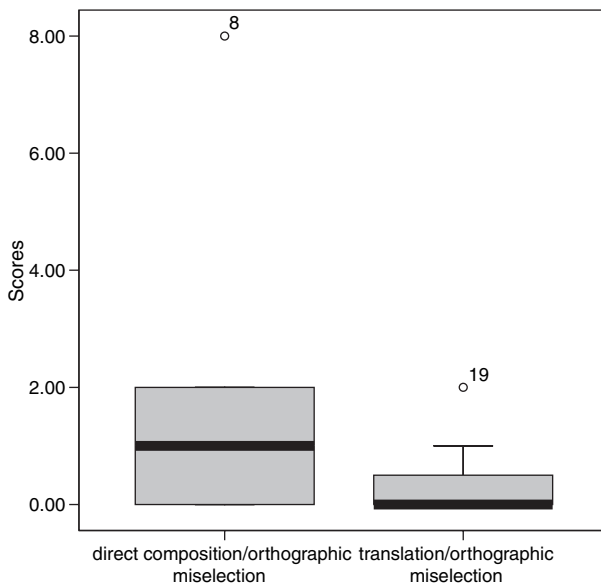 8.00
6.00
4.00
2.00
0.00
Scores
8
19
direct composition/orthographic
miselection
translation/orthographic
miselection